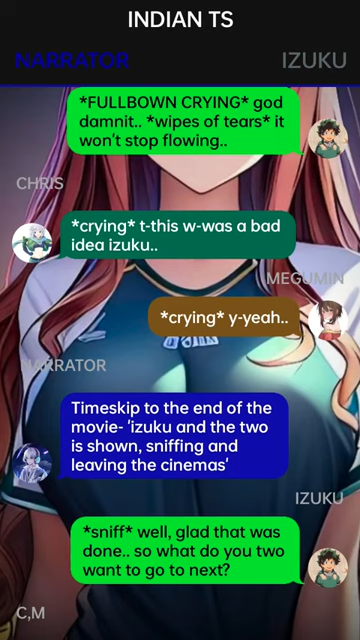 INDIAN TS
NARRATOR IZUKU
*FULLBOWN CRYING* god
damnit.. *wipes of tears* it
won't stop flowing..
CHRIS
*crying* t-this w-was a bad
idea izuku..
MEGUMIN
*crying* y-yeah..
NARRATOR
Timeskip to the end of the
movie- 'izuku and the two
is shown, sniffing and
leaving the cinemas'
IZUKU
*sniff* well, glad that was
done.. so what do you two
want to go to next?
C,M